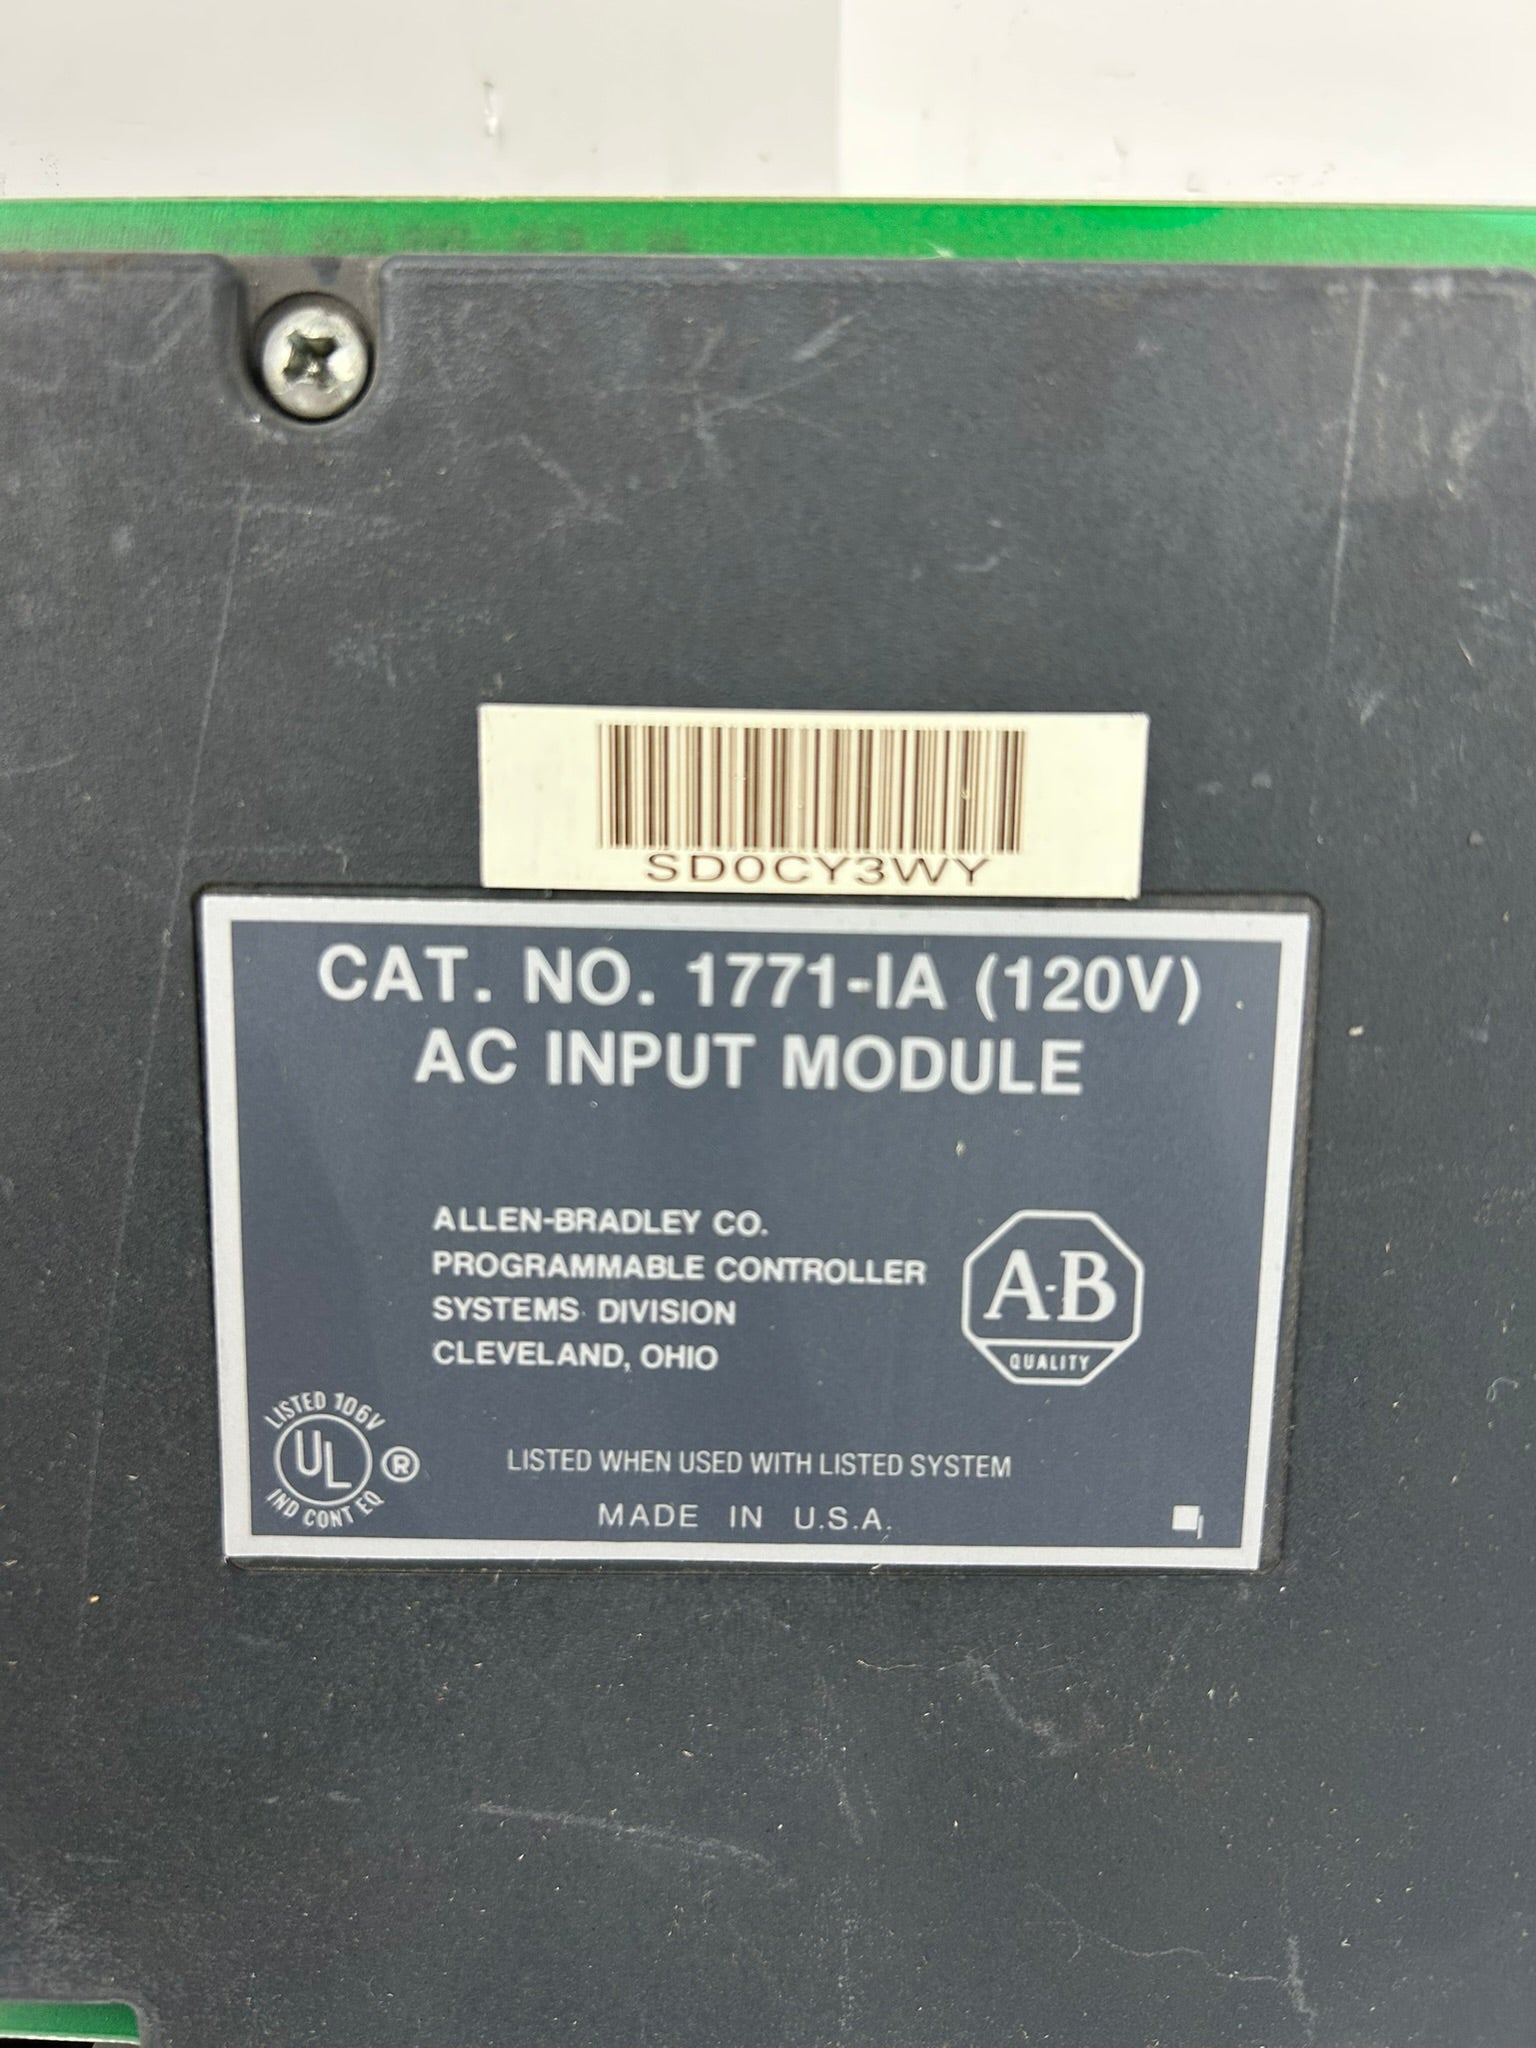 SD0CY3WY
CAT. NO. 1771-IA (120V)
AC INPUT MODULE
ALLEN-BRADLEY CO.
PROGRAMMABLE CONTROLLER
SYSTEMS DIVISION
CLEVELAND, OHIO
A-B
QUALITY
LISTED 106V
UL ®
IND CONT EQ
LISTED WHEN USED WITH LISTED SYSTEM
MADE IN U.S.A.